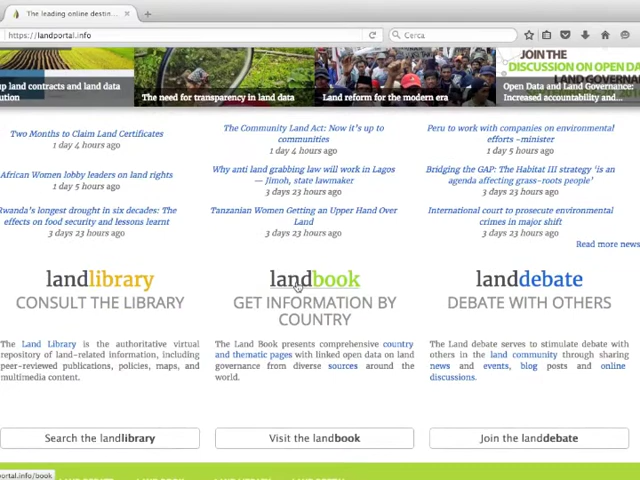 The leading online destin...
https://landportal.info
Cerca
up land contracts and land data
ution
The need for transparency in land data
Land reform for the modern era
JOIN THE
DISCUSSION ON OPEN DA
LAND GOVERNA
Open Data and Land Governance:
Increased accountability and...
Two Months to Claim Land Certificates
1 day 4 hours ago
African Women lobby leaders on land rights
1 day 5 hours ago
Rwanda's longest drought in six decades: The
effects on food security and lessons learnt
3 days 23 hours ago
The Community Land Act: Now it's up to
communities
1 day 4 hours ago
Why anti land grabbing law will work in Lagos
— Jimoh, state lawmaker
3 days 23 hours ago
Tanzanian Women Getting an Upper Hand Over
Land
3 days 23 hours ago
Peru to work with companies on environmental
efforts -minister
1 day 5 hours ago
Bridging the GAP: The Habitat III strategy 'is an
agenda affecting grass-roots people'
3 days 23 hours ago
International court to prosecute environmental
crimes in major shift
3 days 23 hours ago
Read more news
landlibrary
CONSULT THE LIBRARY
The Land Library is the authoritative virtual
repository of land-related information, including
peer-reviewed publications, policies, maps, and
multimedia content.
Search the landlibrary
landbook
GET INFORMATION BY
COUNTRY
The Land Book presents comprehensive country
and thematic pages with linked open data on land
governance from diverse sources around the
world.
Visit the landbook
landdebate
DEBATE WITH OTHERS
The Land debate serves to stimulate debate with
others in the land community through sharing
news and events, blog posts and online
discussions.
Join the landdebate
portal.info/book